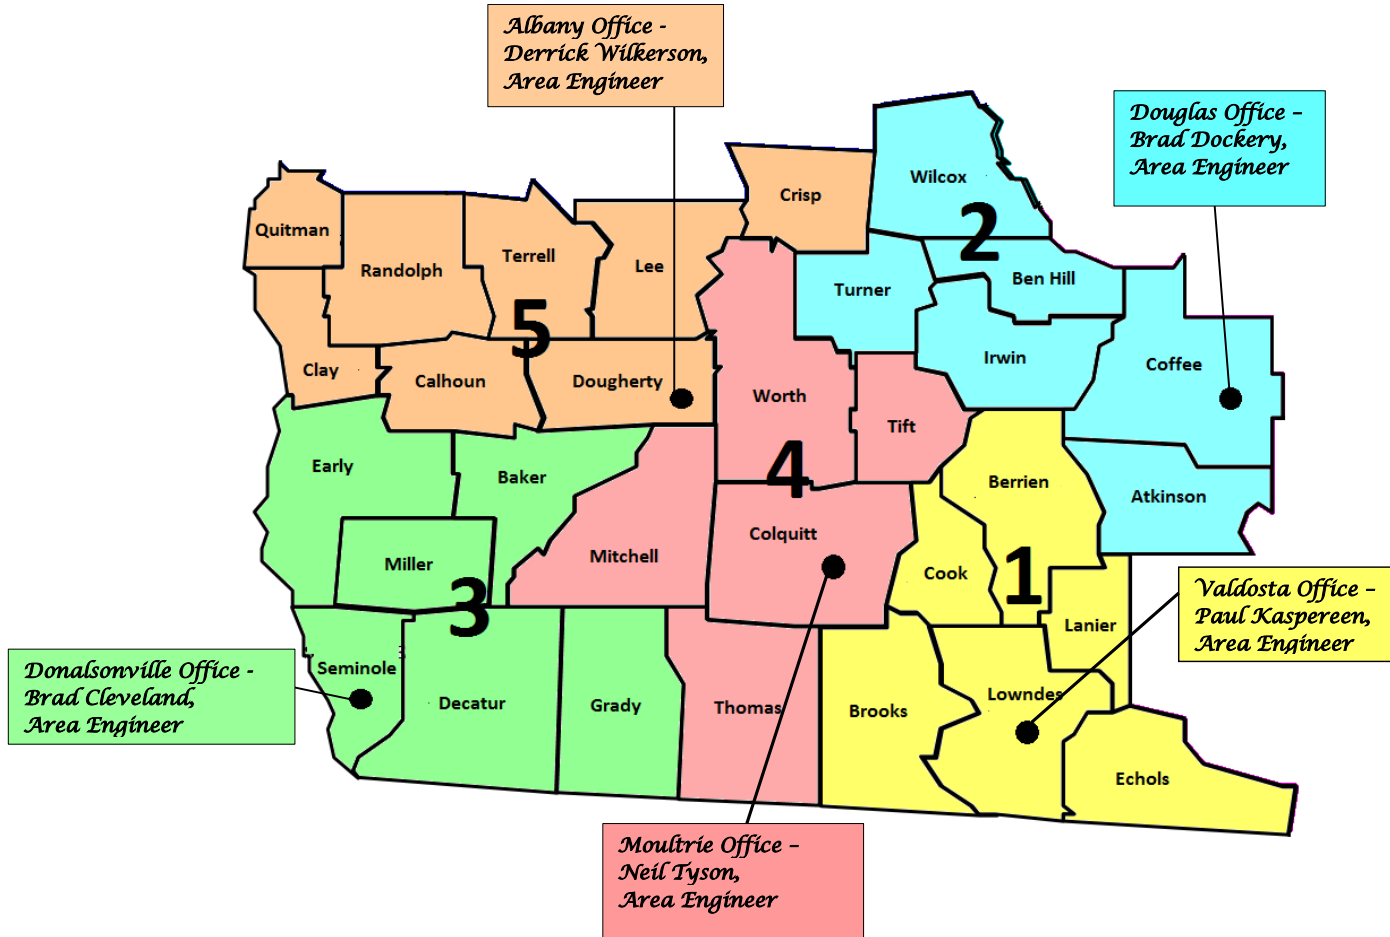 Albany Office -
Derrick Wilkerson,
Area Engineer
Douglas Office –
Brad Dockery,
Area Engineer
Wilcox
Crisp
2
Quitman
Terrell
Lee
Randolph
Ben Hill
Turner
5
Irwin
Coffee
Clay
Calhoun
Dougherty
Worth
Tift
Early
Baker
4
Berrien
Atkinson
Colquitt
Mitchell
Miller
Cook
1
3
Valdosta Office –
Paul Kaspereen,
Area Engineer
Lanier
Seminole
Donalsonville Office -
Brad Cleveland,
Area Engineer
Decatur
Grady
Thomas
Brooks
Lowndes
Echols
Moultrie Office –
Neil Tyson,
Area Engineer